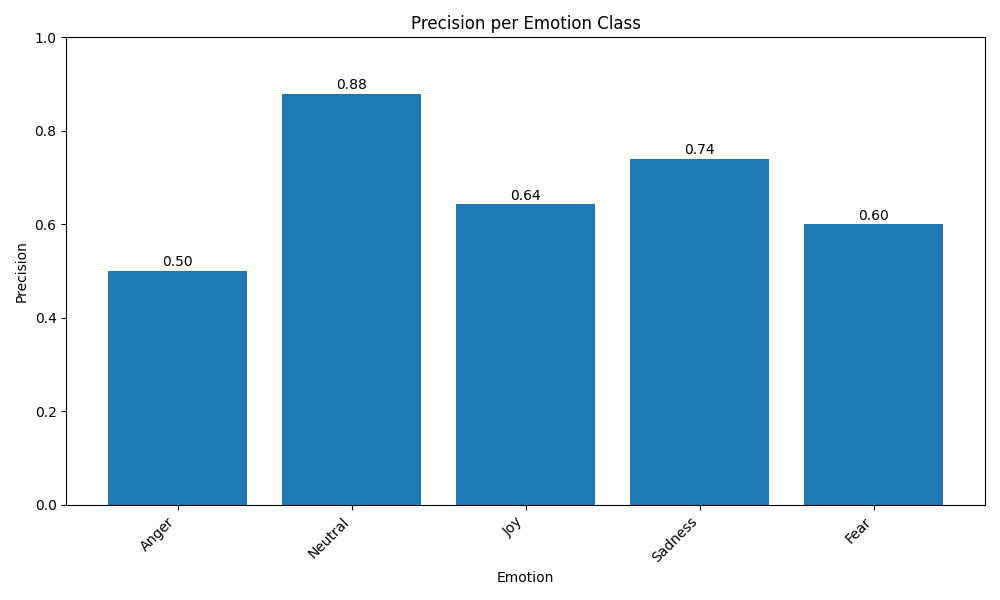 Precision per Emotion Class
1.0
0.8
0.6
0.4
0.2
0.0
Precision
0.50
0.88
0.64
0.74
0.60
Anger
Neutral
Joy
Sadness
Fear
Emotion